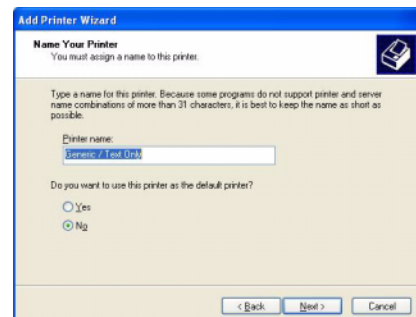 Add Printer Wizard
Name Your Printer
You must assign a name to this printer.
Type a name for this printer. Because some programs do not support printer and server
name combinations of more than 31 characters, it is best to keep the name as short as
possible.
Printer name:
Generic / Text Only
Do you want to use this printer as the default printer?
Yes
No
< Back
Next >
Cancel